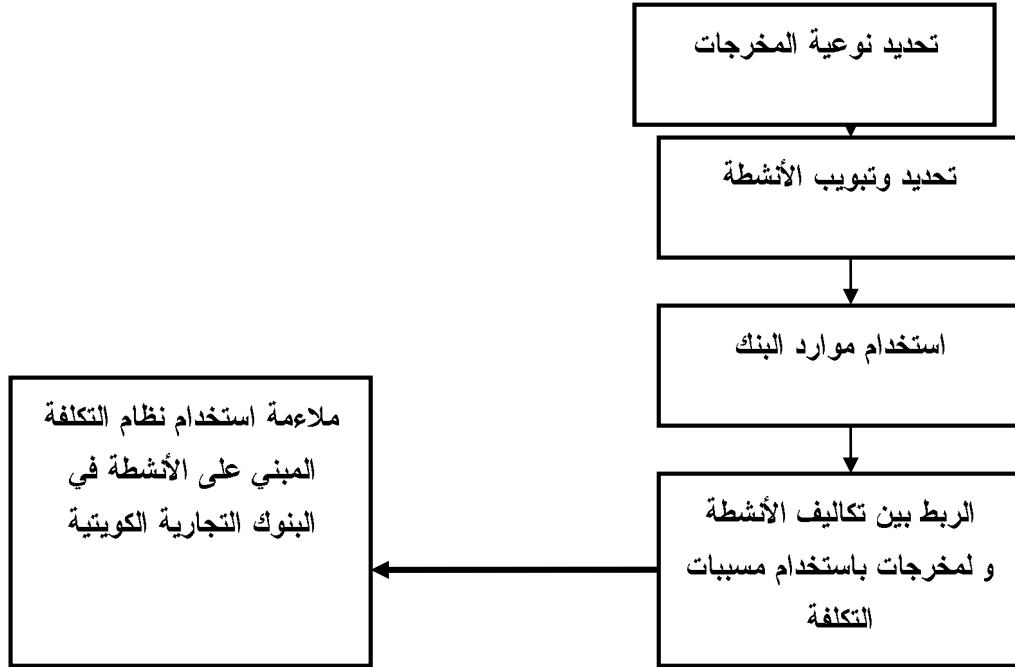 تحديد نوعية المخرجات
تحديد وتبويب الأنشطة
استخدام موارد البنك
الربط بين تكاليف الأنشطة
و لمخرجات باستخدام مسببات
التكلفة
ملاءمة استخدام نظام التكلفة
المبني على الأنشطة في
البنوك التجارية الكويتية